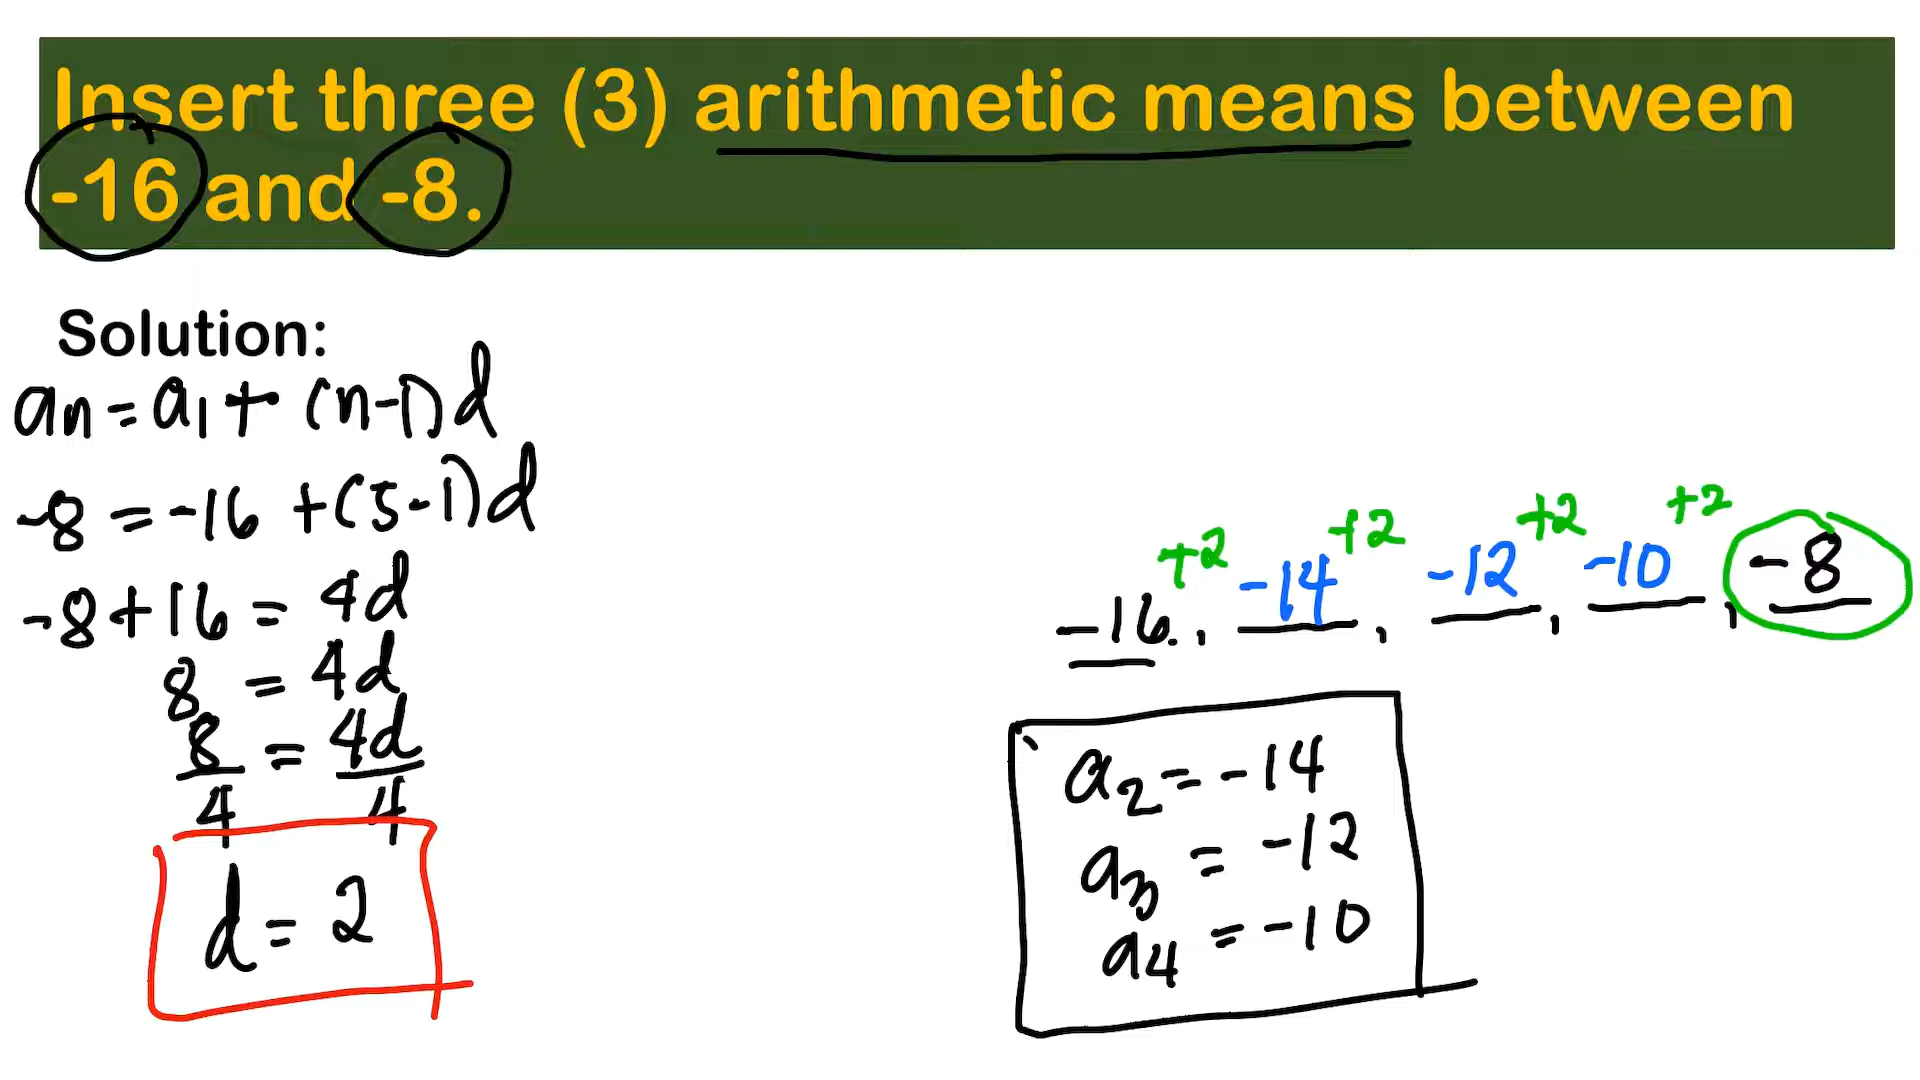 Insert three (3) arithmetic means between
-16 and -8.
Solution:
an = a1 + (n-1)d
-8 = -16 + (5-1)d
-8+16 = 4d
8 = 4d
8/4 = 4d/4
d = 2
+2 +2 +2 +2
-16, -14, -12, -10, -8
a2 = -14
a3 = -12
a4 = -10